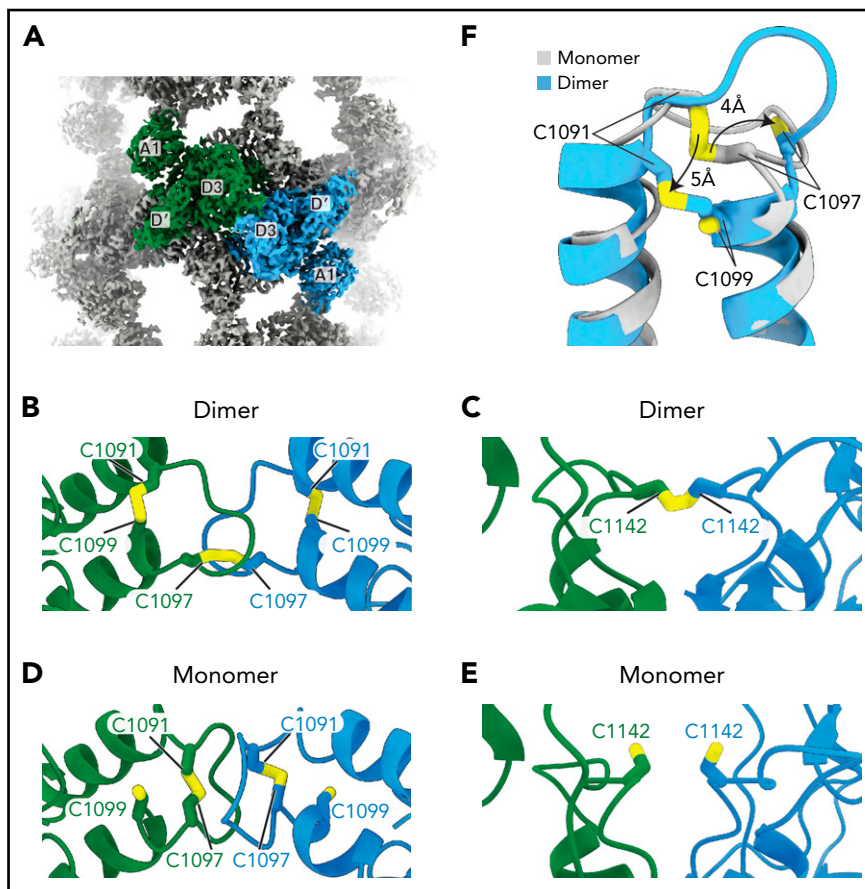 A
A1
D3
D′
D′
D3
A1
F
Monomer
Dimer
4Å
C1091
5Å
C1097
C1099
B
Dimer
C1091
C1091
C1099
C1099
C1097
C1097
C
Dimer
C1142
C1142
D
Monomer
C1091
C1091
C1099
C1099
C1097
C1097
E
Monomer
C1142
C1142